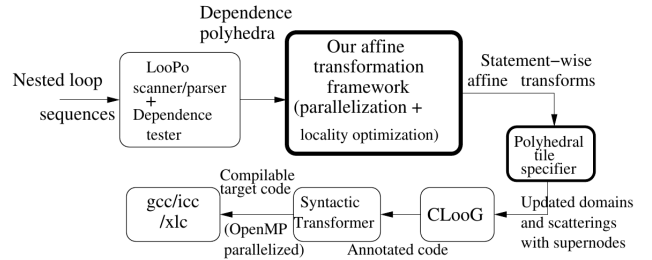 Dependence
polyhedra
Nested loop
sequences
LooPo
scanner/parser
+
Dependence
tester
Our affine
transformation
framework
(parallelization +
locality optimization)
Statement−wise
affine transforms
Polyhedral
tile
specifier
Updated domains
and scatterings
with supernodes
CLooG
Annotated code
Syntactic
Transformer
Compilable
target code
(OpenMP
parallelized)
gcc/icc
/xlc